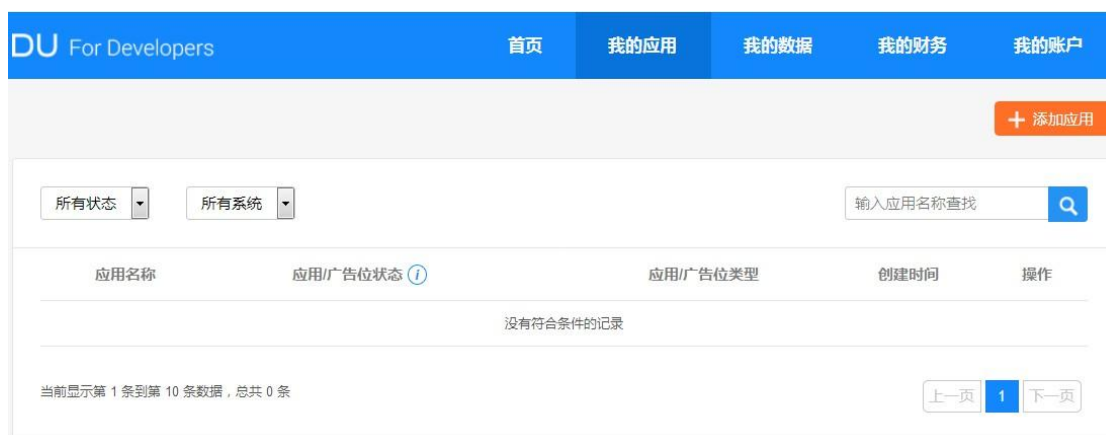 DU For Developers 首页 我的应用 我的数据 我的财务 我的账户
添加应用
所有状态 所有系统 输入应用名称查找
应用名称 应用/广告位状态 i 应用/广告位类型 创建时间 操作
没有符合条件的记录
当前显示第 1 条到第 10 条数据，总共 0 条 上一页 1 下一页